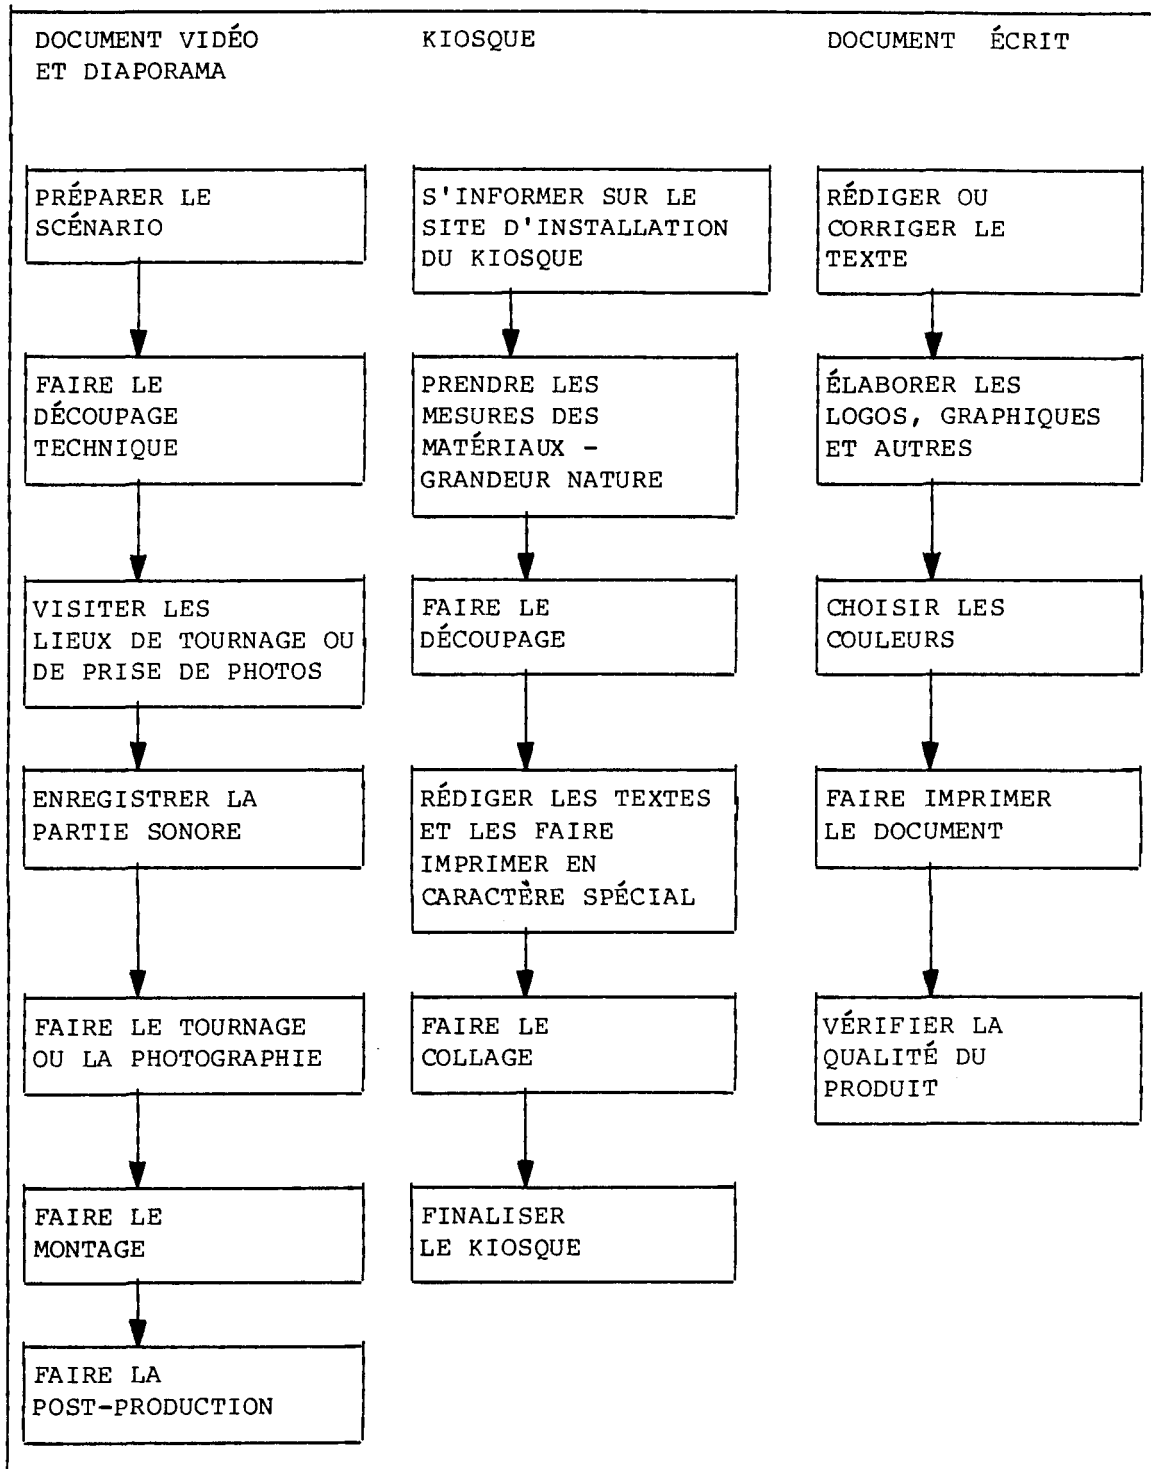 DOCUMENT VIDÉO
ET DIAPORAMA
PRÉPARER LE
SCÉNARIO
FAIRE LE
DÉCOUPAGE
TECHNIQUE
VISITER LES
LIEUX DE TOURNAGE OU
DE PRISE DE PHOTOS
ENREGISTRER LA
PARTIE SONORE
FAIRE LE TOURNAGE
OU LA PHOTOGRAPHIE
FAIRE LE
MONTAGE
FAIRE LA
POST-PRODUCTION
KIOSQUE
S'INFORMER SUR LE
SITE D'INSTALLATION
DU KIOSQUE
PRENDRE LES
MESURES DES
MATÉRIAUX -
GRANDEUR NATURE
FAIRE LE
DÉCOUPAGE
RÉDIGER LES TEXTES
ET LES FAIRE
IMPRIMER EN
CARACTÈRE SPÉCIAL
FAIRE LE
COLLAGE
FINALISER
LE KIOSQUE
DOCUMENT ÉCRIT
RÉDIGER OU
CORRIGER LE
TEXTE
ÉLABORER LES
LOGOS, GRAPHIQUES
ET AUTRES
CHOISIR LES
COULEURS
FAIRE IMPRIMER
LE DOCUMENT
VÉRIFIER LA
QUALITÉ DU
PRODUIT